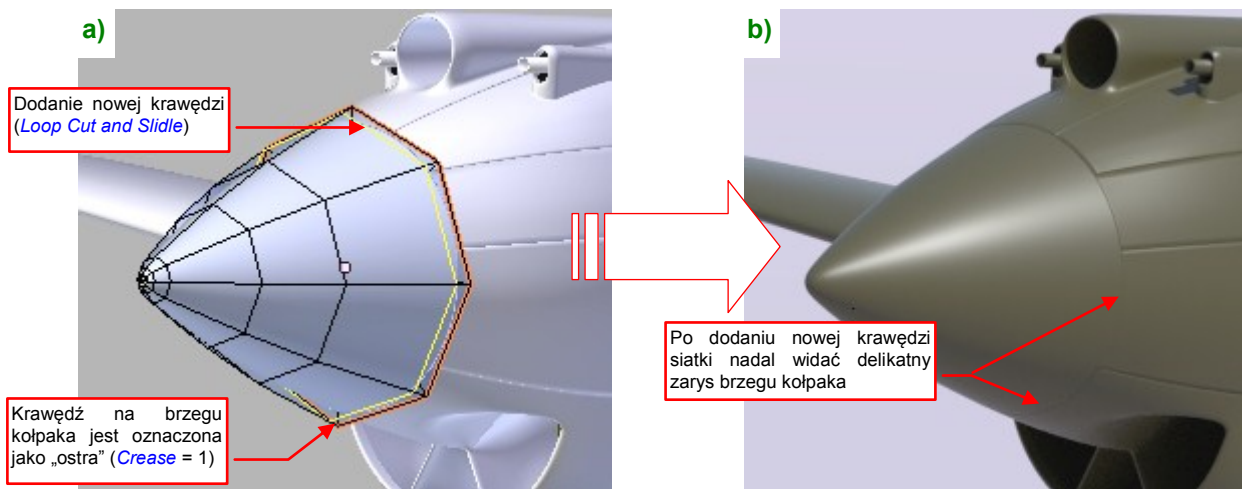 a)
Dodanie nowej krawędzi
(Loop Cut and Slidle)
Krawędź na brzegu
kołpaka jest oznaczona
jako „ostra” (Crease = 1)
b)
Po dodaniu nowej krawędzi
siatki nadal widać delikatny
zarys brzegu kołpaka